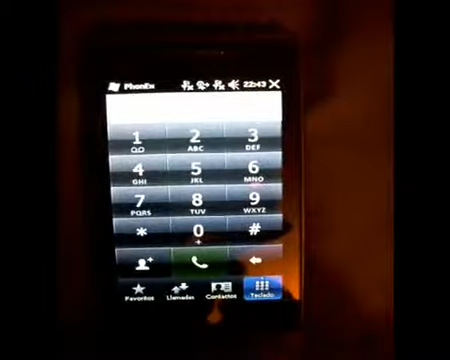 PhonEx 22:43
1 2 3
QO ABC DEF
4 5 6
GHI JKL MNO
7 8 9
PQRS TUV WXYZ
* 0 #
+
Favoritos Llamadas Contactos Teclado